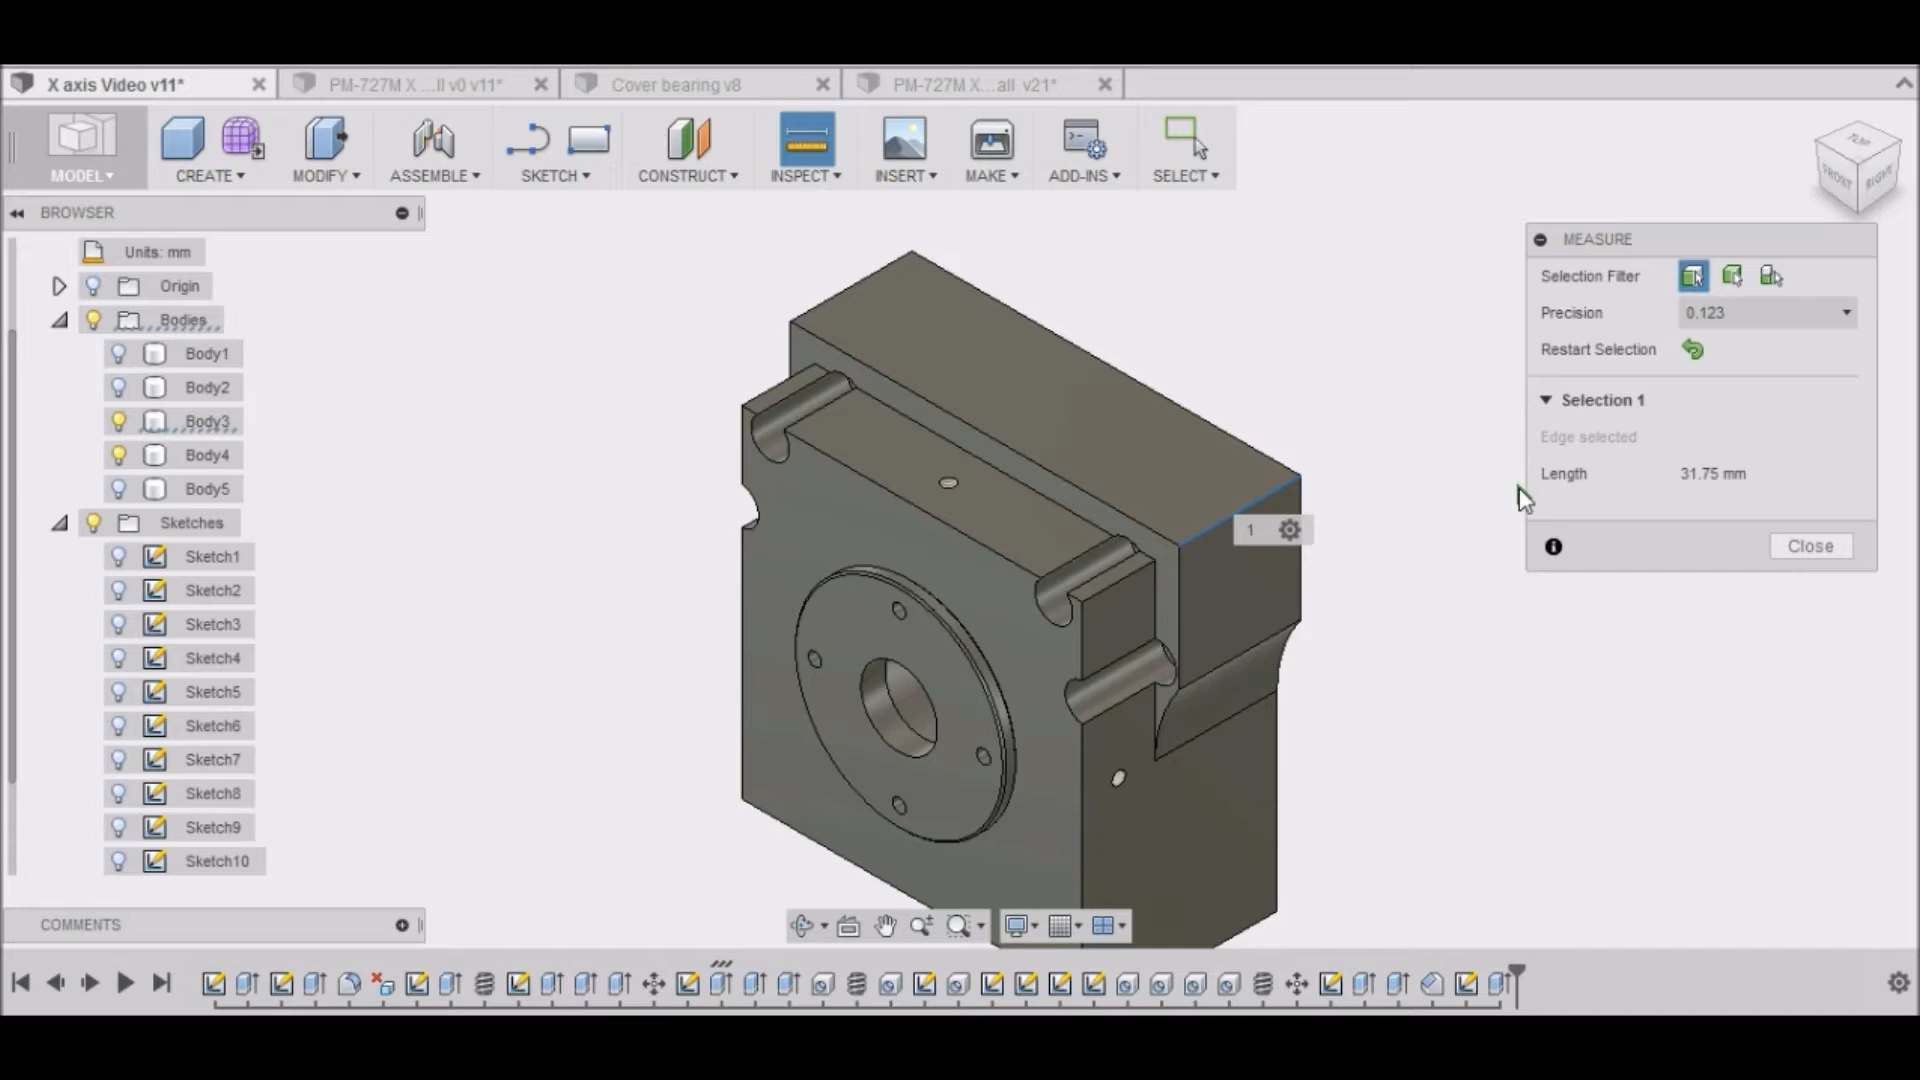 X axis Video v11*
PM-727M X ...ll v0 v11*
Cover bearing v8
PM-727M X...all v21*
MODEL
CREATE
MODIFY
ASSEMBLE
SKETCH
CONSTRUCT
INSPECT
INSERT
MAKE
ADD-INS
SELECT
TOP
FRONT
RIGHT
BROWSER
Units: mm
Origin
Bodies
Body1
Body2
Body3
Body4
Body5
Sketches
Sketch1
Sketch2
Sketch3
Sketch4
Sketch5
Sketch6
Sketch7
Sketch8
Sketch9
Sketch10
COMMENTS
MEASURE
Selection Filter
Precision 0.123
Restart Selection
Selection 1
Edge selected
Length 31.75 mm
Close
1